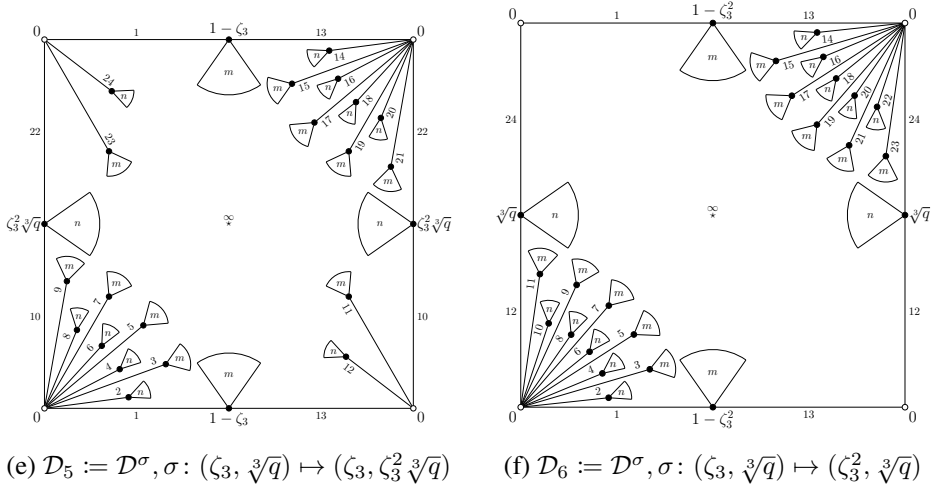 0 1 1 − ζ₃ 13 0
m
n 14
m 15 n 16
24 n
m 17 n 18
22 n 20 22
23 m 19 m
m 21
m
ζ₃² ∛q n ∞ ⋆ n ζ₃² ∛q
m
9 n 7 m
8 5 m 11 m
10 6 n 10
4 n 3 m n 12
2 n m
0 1 1 − ζ₃ 13 0
(e) 𝒟₅ := 𝒟^σ, σ: (ζ₃, ∛q) ↦ (ζ₃, ζ₃² ∛q)
0 1 1 − ζ₃² 13 0
m
n 14
m 15 n 16
m 17 n 18
24 n 20 n 22 24
m 19 m 21 m 23
∛q n ∞ ⋆ n ∛q
m
11 m 9
n 7 m
12 10 n 8 5 m 12
6 n
4 n 3 m
2 n m
0 1 1 − ζ₃² 13 0
(f) 𝒟₆ := 𝒟^σ, σ: (ζ₃, ∛q) ↦ (ζ₃², ∛q)